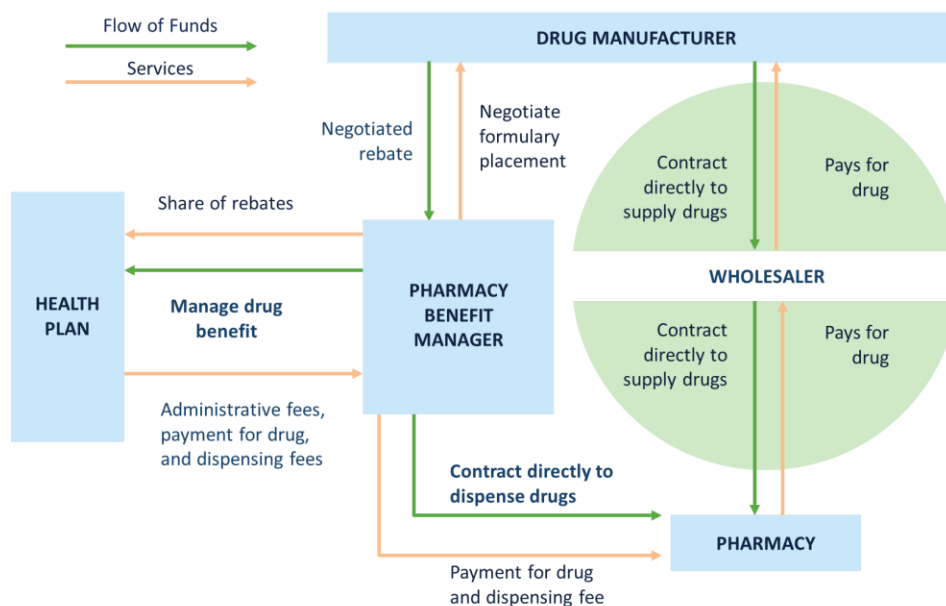 Flow of Funds
Services
DRUG MANUFACTURER
Negotiated
rebate
Negotiate
formulary
placement
Contract
directly to
supply drugs
Pays for
drug
Share of rebates
HEALTH
PLAN
Manage drug
benefit
PHARMACY
BENEFIT
MANAGER
WHOLESALER
Contract
directly to
supply drugs
Pays for
drug
Administrative fees,
payment for drug,
and dispensing fees
Contract directly to
dispense drugs
PHARMACY
Payment for drug
and dispensing fee